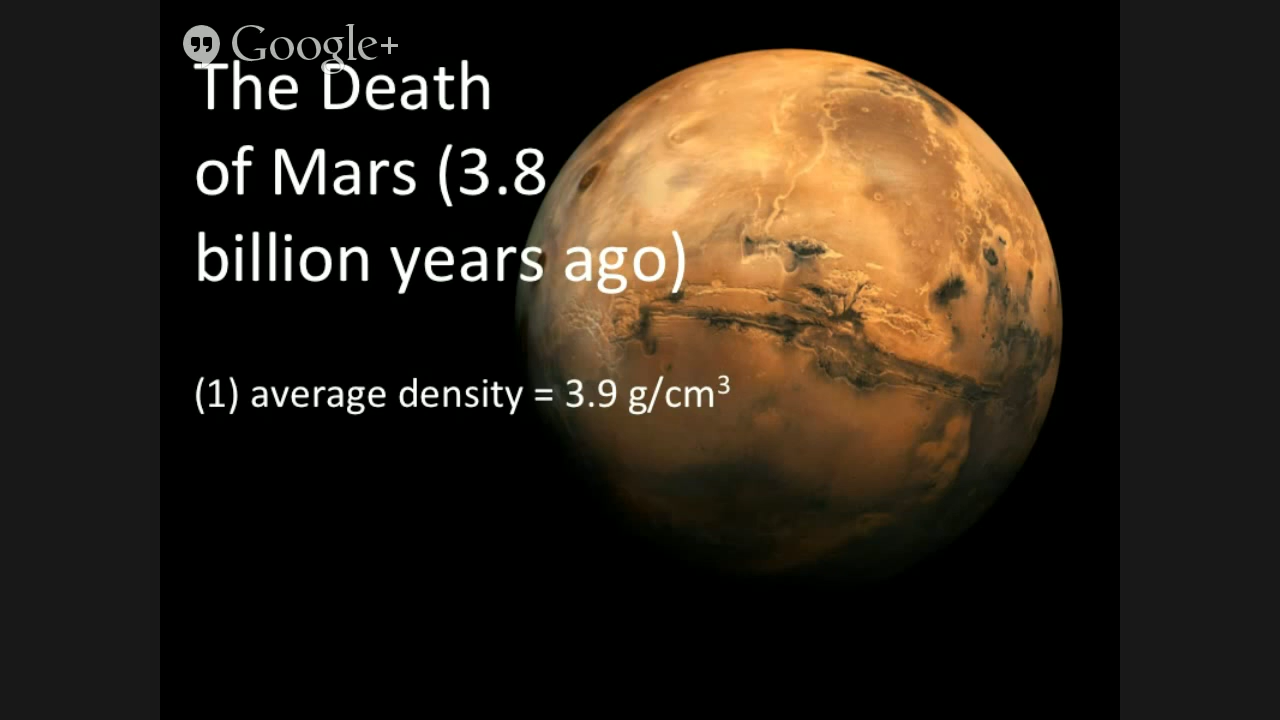 Google+
The Death
of Mars (3.8
billion years ago)
(1) average density = 3.9 g/cm³